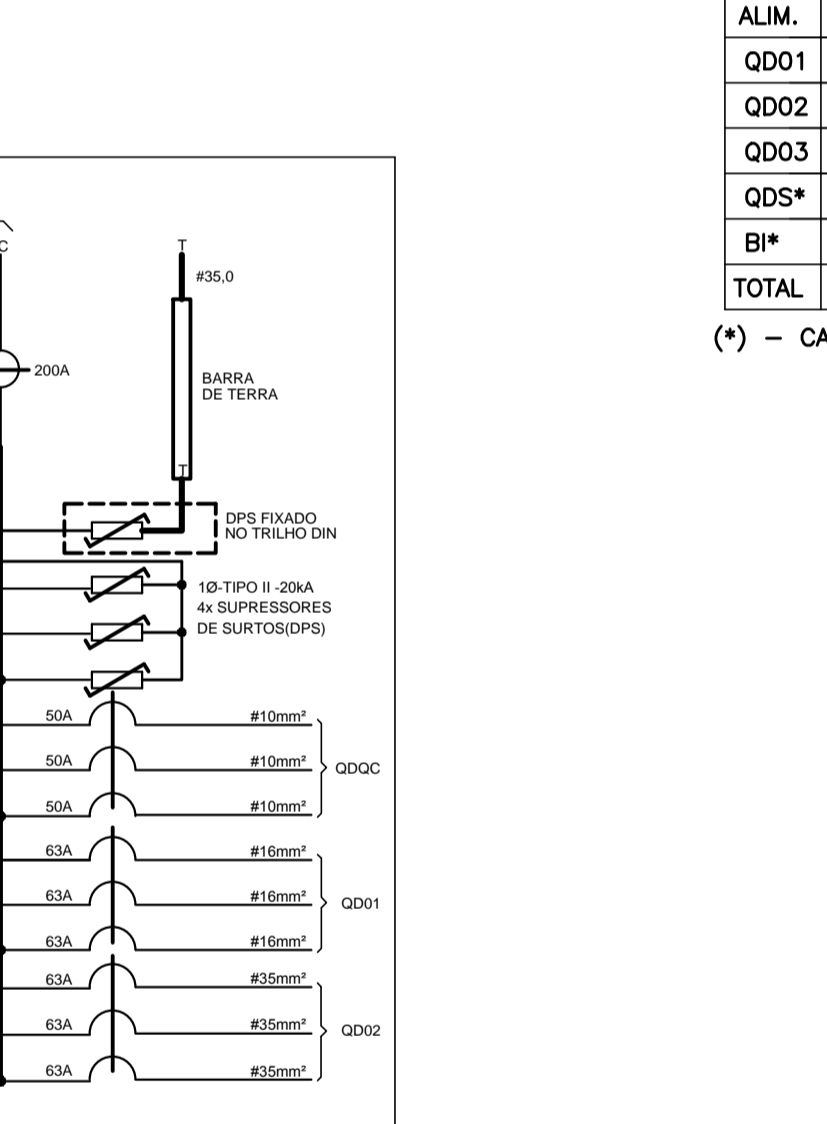 ALIM.
QD01
QD02
QD03
QDS*
BI*
TOTAL
(*) - CA
C
T
#35,0
200A
BARRA
DE TERRA
T
DPS FIXADO
NO TRILHO DIN
1Ø-TIPO II -20kA
4x SUPRESSORES
DE SURTOS(DPS)
50A #10mm²
50A #10mm² QDQC
50A #10mm²
63A #16mm²
63A #16mm² QD01
63A #16mm²
63A #35mm²
63A #35mm² QD02
63A #35mm²